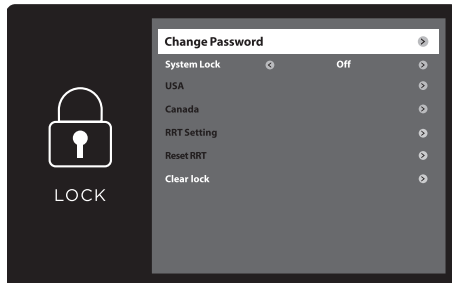 Change Password
System Lock Off
USA
Canada
RRT Setting
Reset RRT
Clear lock
LOCK